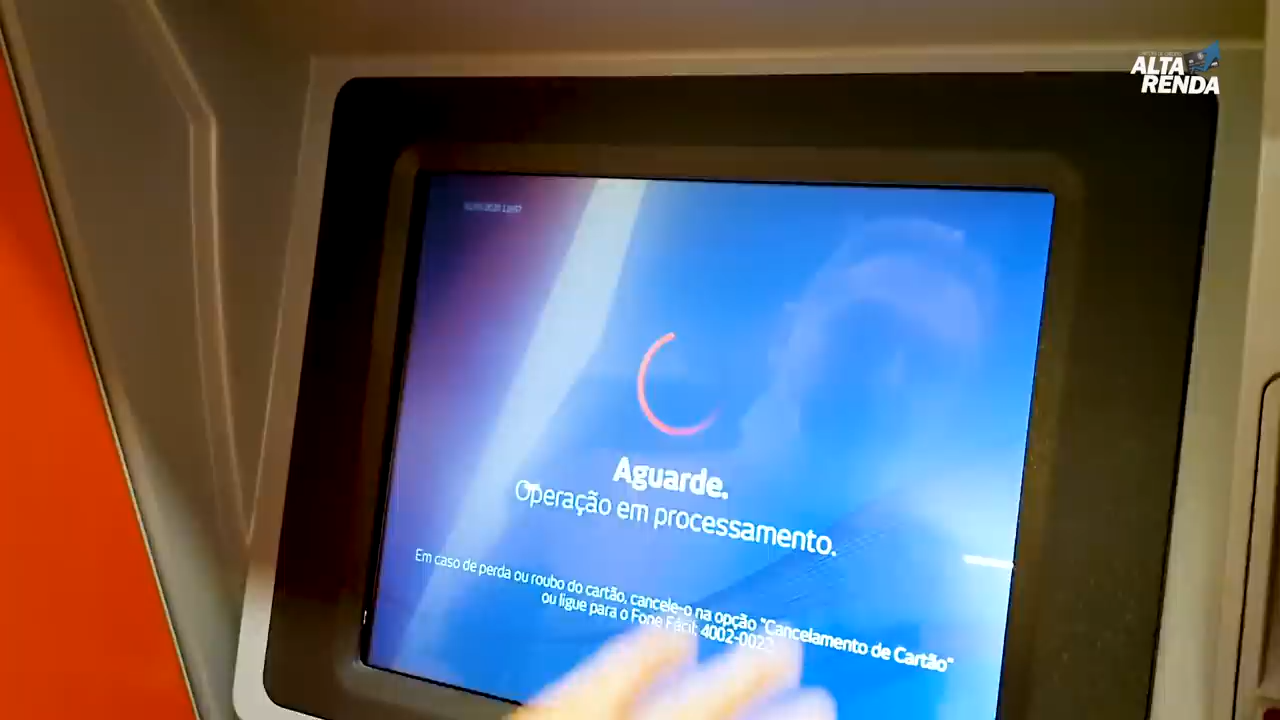 ALTA
RENDA
Aguarde.
Operação em processamento.
Em caso de perda ou roubo do cartão, cancele-o na opção "Cancelamento de Cartão"
ou ligue para o Fone Fácil: 4002-0022